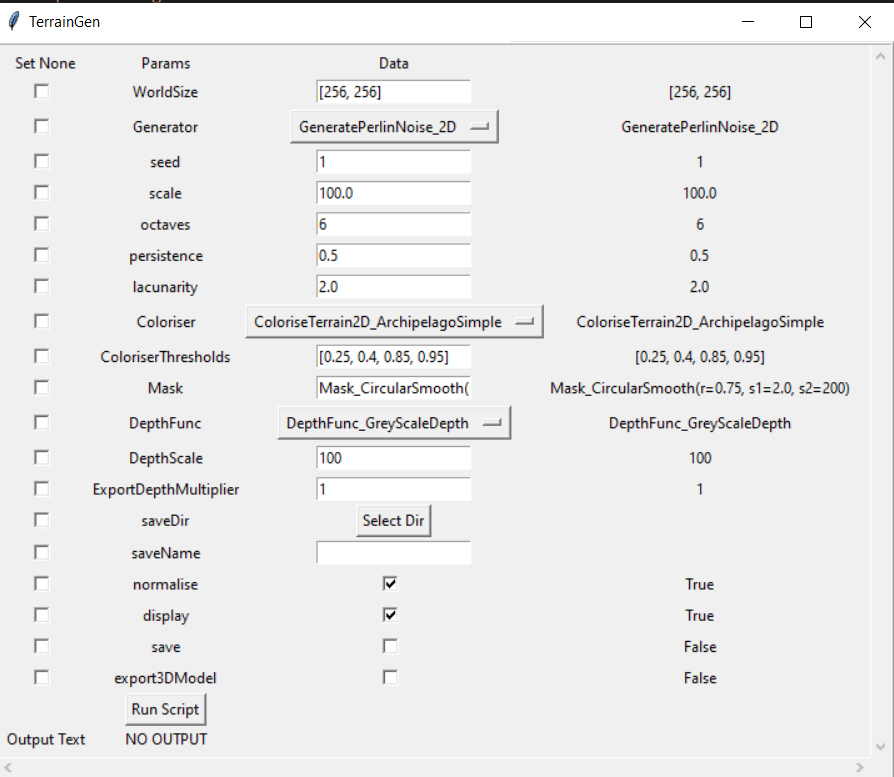 TerrainGen
Set None Params Data
WorldSize [256, 256] [256, 256]
Generator GeneratePerlinNoise_2D GeneratePerlinNoise_2D
seed 1 1
scale 100.0 100.0
octaves 6 6
persistence 0.5 0.5
lacunarity 2.0 2.0
Coloriser ColoriseTerrain2D_ArchipelagoSimple ColoriseTerrain2D_ArchipelagoSimple
ColoriserThresholds [0.25, 0.4, 0.85, 0.95] [0.25, 0.4, 0.85, 0.95]
Mask Mask_CircularSmooth( Mask_CircularSmooth(r=0.75, s1=2.0, s2=200)
DepthFunc DepthFunc_GreyScaleDepth DepthFunc_GreyScaleDepth
DepthScale 100 100
ExportDepthMultiplier 1 1
saveDir Select Dir
saveName
normalise True
display True
save False
export3DModel False
Run Script
Output Text NO OUTPUT